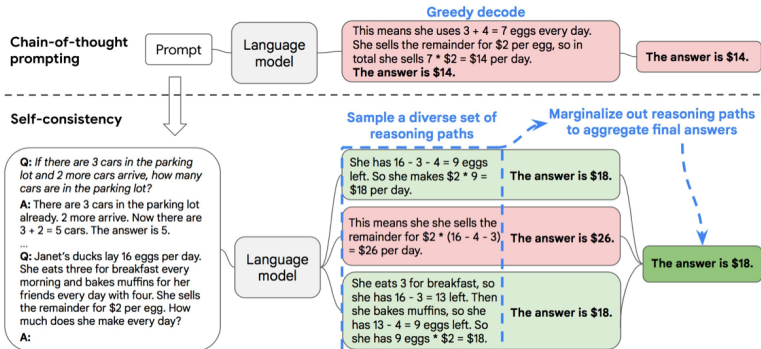 Greedy decode
Chain-of-thought
prompting
Prompt
Language
model
This means she uses 3 + 4 = 7 eggs every day.
She sells the remainder for $2 per egg, so in
total she sells 7 * $2 = $14 per day.
The answer is $14.
The answer is $14.
Self-consistency
Sample a diverse set of
reasoning paths
Marginalize out reasoning paths
to aggregate final answers
Q: If there are 3 cars in the parking
lot and 2 more cars arrive, how many
cars are in the parking lot?
A: There are 3 cars in the parking lot
already. 2 more arrive. Now there are
3 + 2 = 5 cars. The answer is 5.
...
Q: Janet's ducks lay 16 eggs per day.
She eats three for breakfast every
morning and bakes muffins for her
friends every day with four. She sells
the remainder for $2 per egg. How
much does she make every day?
A:
Language
model
She has 16 - 3 - 4 = 9 eggs
left. So she makes $2 * 9 =
$18 per day.
The answer is $18.
This means she she sells the
remainder for $2 * (16 - 4 - 3)
= $26 per day.
The answer is $26.
She eats 3 for breakfast, so
she has 16 - 3 = 13 left. Then
she bakes muffins, so she
has 13 - 4 = 9 eggs left. So
she has 9 eggs * $2 = $18.
The answer is $18.
The answer is $18.